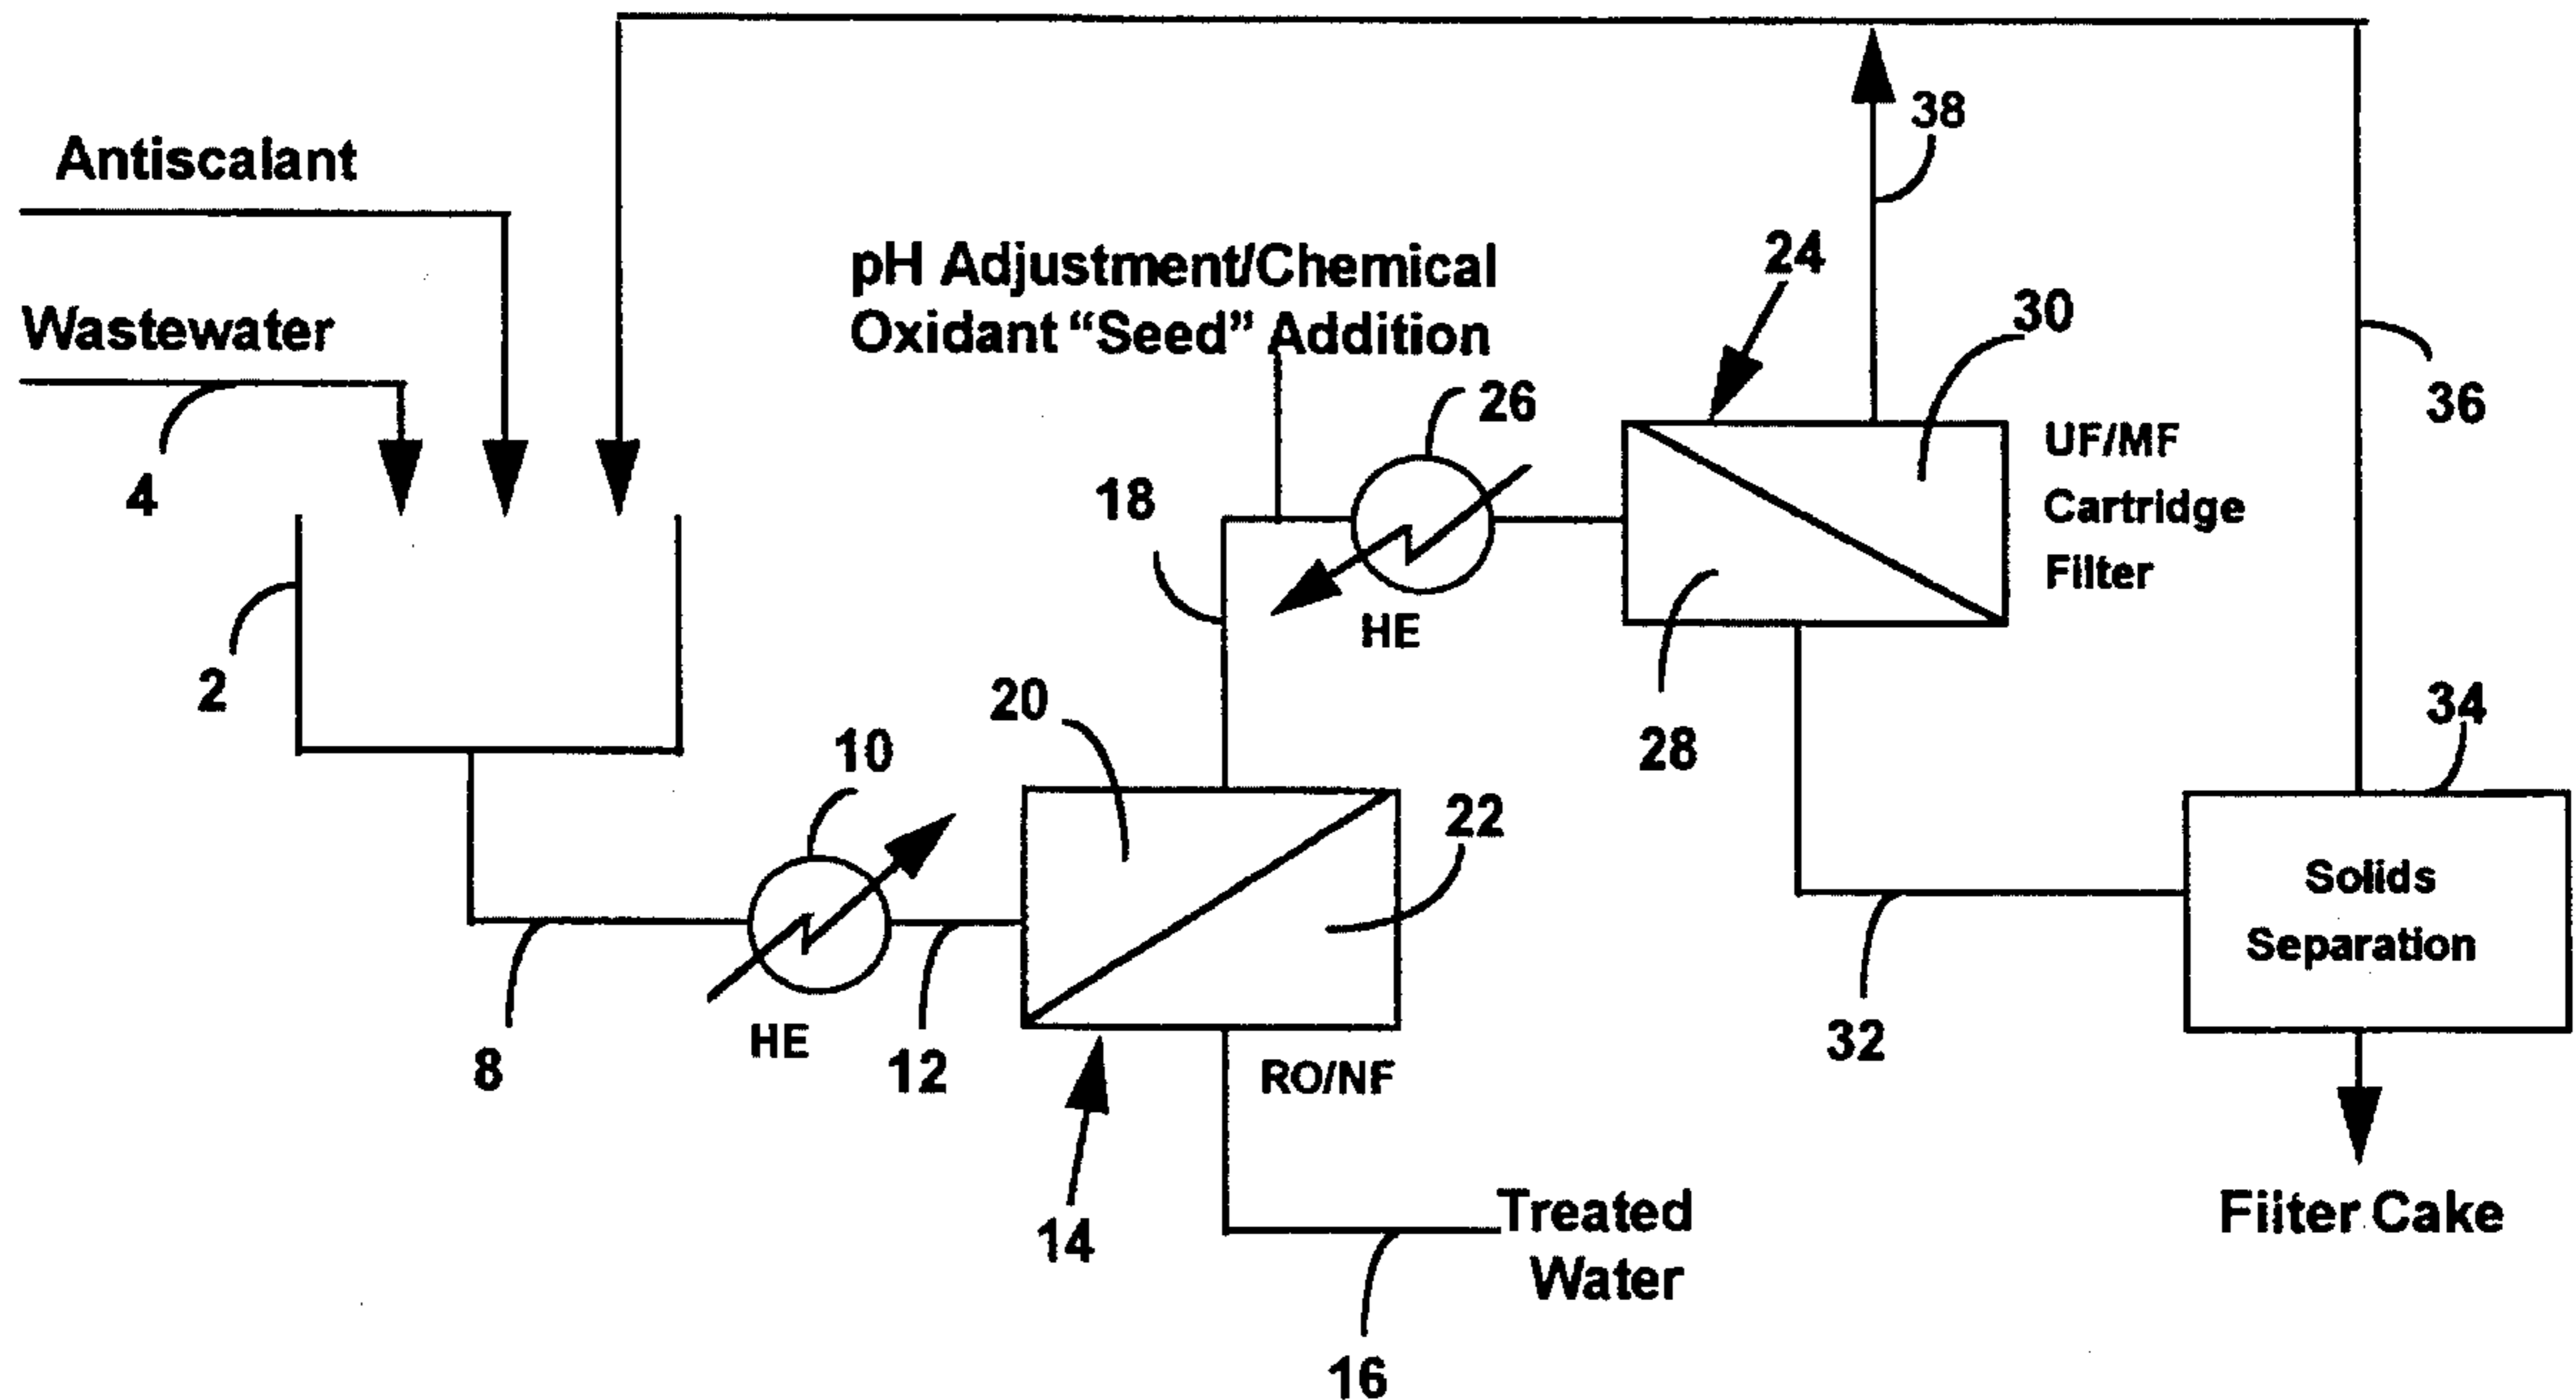 Antiscalant
Wastewater
4
2
8
10
HE
12
14
20
22
RO/NF
16
Treated
Water
18
pH Adjustment/Chemical
Oxidant “Seed” Addition
26
HE
24
28
30
UF/MF
Cartridge
Filter
38
36
32
34
Solids
Separation
Filter Cake